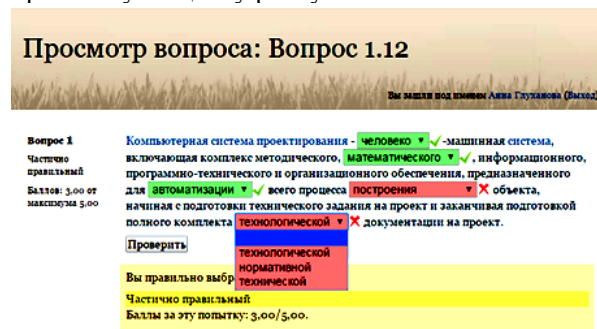 Просмотр вопроса: Вопрос 1.12
Вы зашли под именем Анна Глуханова (Выход)
Вопрос 1
Частично
правильный
Баллов: 3,00 от
максимума 5,00
Компьютерная система проектирования - человеко -машинная система,
включающая комплекс методического, математического , информационного,
программно-технического и организационного обеспечения, предназначенного
для автоматизации всего процесса построения объекта,
начиная с подготовки технического задания на проект и заканчивая подготовкой
полного комплекта технологической документации на проект.
технологической
нормативной
технической
Проверить
Вы правильно выбр
Частично правильный
Баллы за эту попытку: 3,00/5,00.